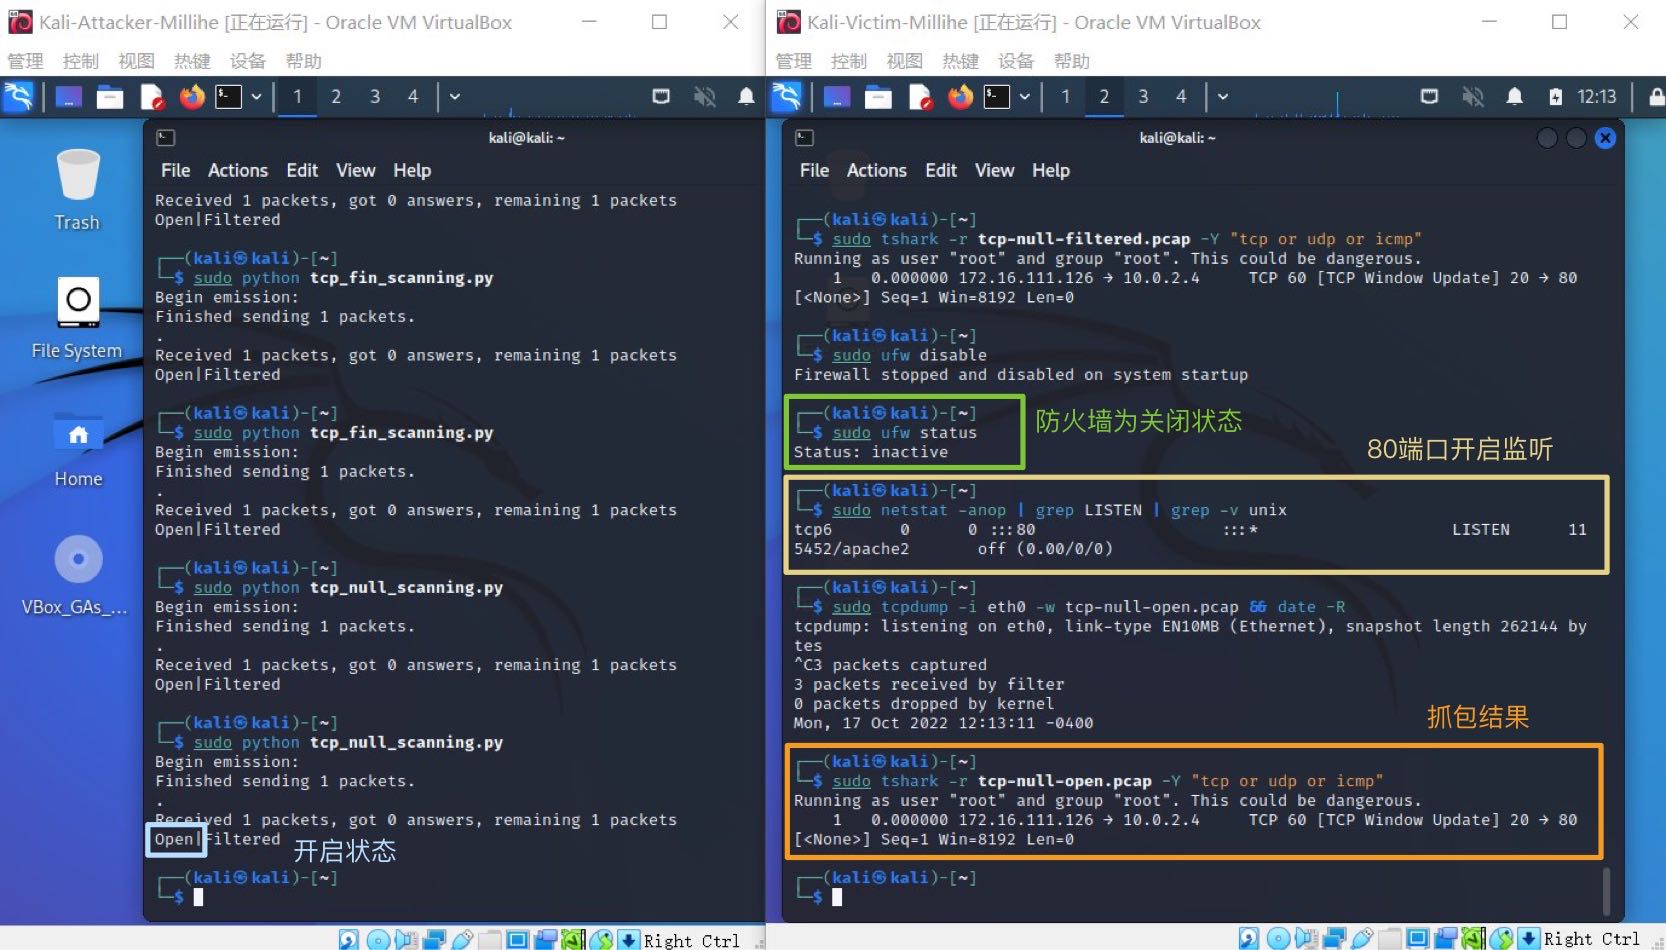 Kali-Attacker-Millihe [正在运行] - Oracle VM VirtualBox
管理 控制 视图 热键 设备 帮助
1 2 3 4
Trash
File System
Home
VBox_GAs_...
kali@kali: ~
File Actions Edit View Help
Received 1 packets, got 0 answers, remaining 1 packets
Open|Filtered
┌──(kali㉿kali)-[~]
└─$ sudo python tcp_fin_scanning.py
Begin emission:
Finished sending 1 packets.
.
Received 1 packets, got 0 answers, remaining 1 packets
Open|Filtered
┌──(kali㉿kali)-[~]
└─$ sudo python tcp_fin_scanning.py
Begin emission:
Finished sending 1 packets.
.
Received 1 packets, got 0 answers, remaining 1 packets
Open|Filtered
┌──(kali㉿kali)-[~]
└─$ sudo python tcp_null_scanning.py
Begin emission:
Finished sending 1 packets.
.
Received 1 packets, got 0 answers, remaining 1 packets
Open|Filtered
┌──(kali㉿kali)-[~]
└─$ sudo python tcp_null_scanning.py
Begin emission:
Finished sending 1 packets.
.
Received 1 packets, got 0 answers, remaining 1 packets
Open|Filtered
开启状态
┌──(kali㉿kali)-[~]
└─$
Right Ctrl
Kali-Victim-Millihe [正在运行] - Oracle VM VirtualBox
管理 控制 视图 热键 设备 帮助
1 2 3 4 12:13
kali@kali: ~
File Actions Edit View Help
┌──(kali㉿kali)-[~]
└─$ sudo tshark -r tcp-null-filtered.pcap -Y "tcp or udp or icmp"
Running as user "root" and group "root". This could be dangerous.
1 0.000000 172.16.111.126 → 10.0.2.4 TCP 60 [TCP Window Update] 20 → 80
[<None>] Seq=1 Win=8192 Len=0
┌──(kali㉿kali)-[~]
└─$ sudo ufw disable
Firewall stopped and disabled on system startup
┌──(kali㉿kali)-[~]
└─$ sudo ufw status
Status: inactive
防火墙为关闭状态
80端口开启监听
┌──(kali㉿kali)-[~]
└─$ sudo netstat -anop | grep LISTEN | grep -v unix
tcp6 0 0 :::80 :::* LISTEN 11
5452/apache2 off (0.00/0/0)
┌──(kali㉿kali)-[~]
└─$ sudo tcpdump -i eth0 -w tcp-null-open.pcap && date -R
tcpdump: listening on eth0, link-type EN10MB (Ethernet), snapshot length 262144 by
tes
^C3 packets captured
3 packets received by filter
0 packets dropped by kernel
Mon, 17 Oct 2022 12:13:11 -0400
抓包结果
┌──(kali㉿kali)-[~]
└─$ sudo tshark -r tcp-null-open.pcap -Y "tcp or udp or icmp"
Running as user "root" and group "root". This could be dangerous.
1 0.000000 172.16.111.126 → 10.0.2.4 TCP 60 [TCP Window Update] 20 → 80
[<None>] Seq=1 Win=8192 Len=0
┌──(kali㉿kali)-[~]
└─$
Right Ctrl